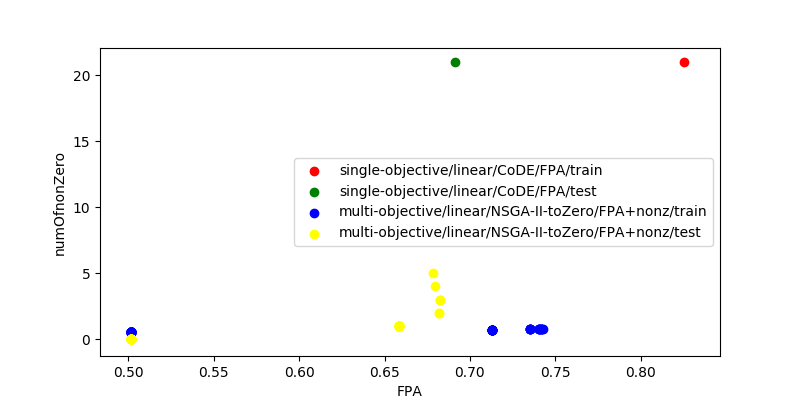 20
15
10
5
0
numOfnonZero
single-objective/linear/CoDE/FPA/train
single-objective/linear/CoDE/FPA/test
multi-objective/linear/NSGA-II-toZero/FPA+nonz/train
multi-objective/linear/NSGA-II-toZero/FPA+nonz/test
0.50 0.55 0.60 0.65 0.70 0.75 0.80
FPA